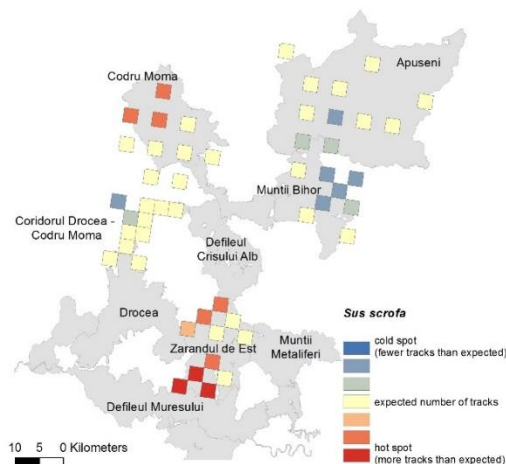 Codru Moma
Apuseni
Muntii Bihor
Coridorul Drocea -
Codru Moma
Defileul
Crisului Alb
Drocea
Zarandul de Est
Muntii
Metaliferi
Defileul Muresului
10 5 0 Kilometers
Sus scrofa
cold spot
(fewer tracks than expected)
expected number of tracks
hot spot
(more tracks than expected)